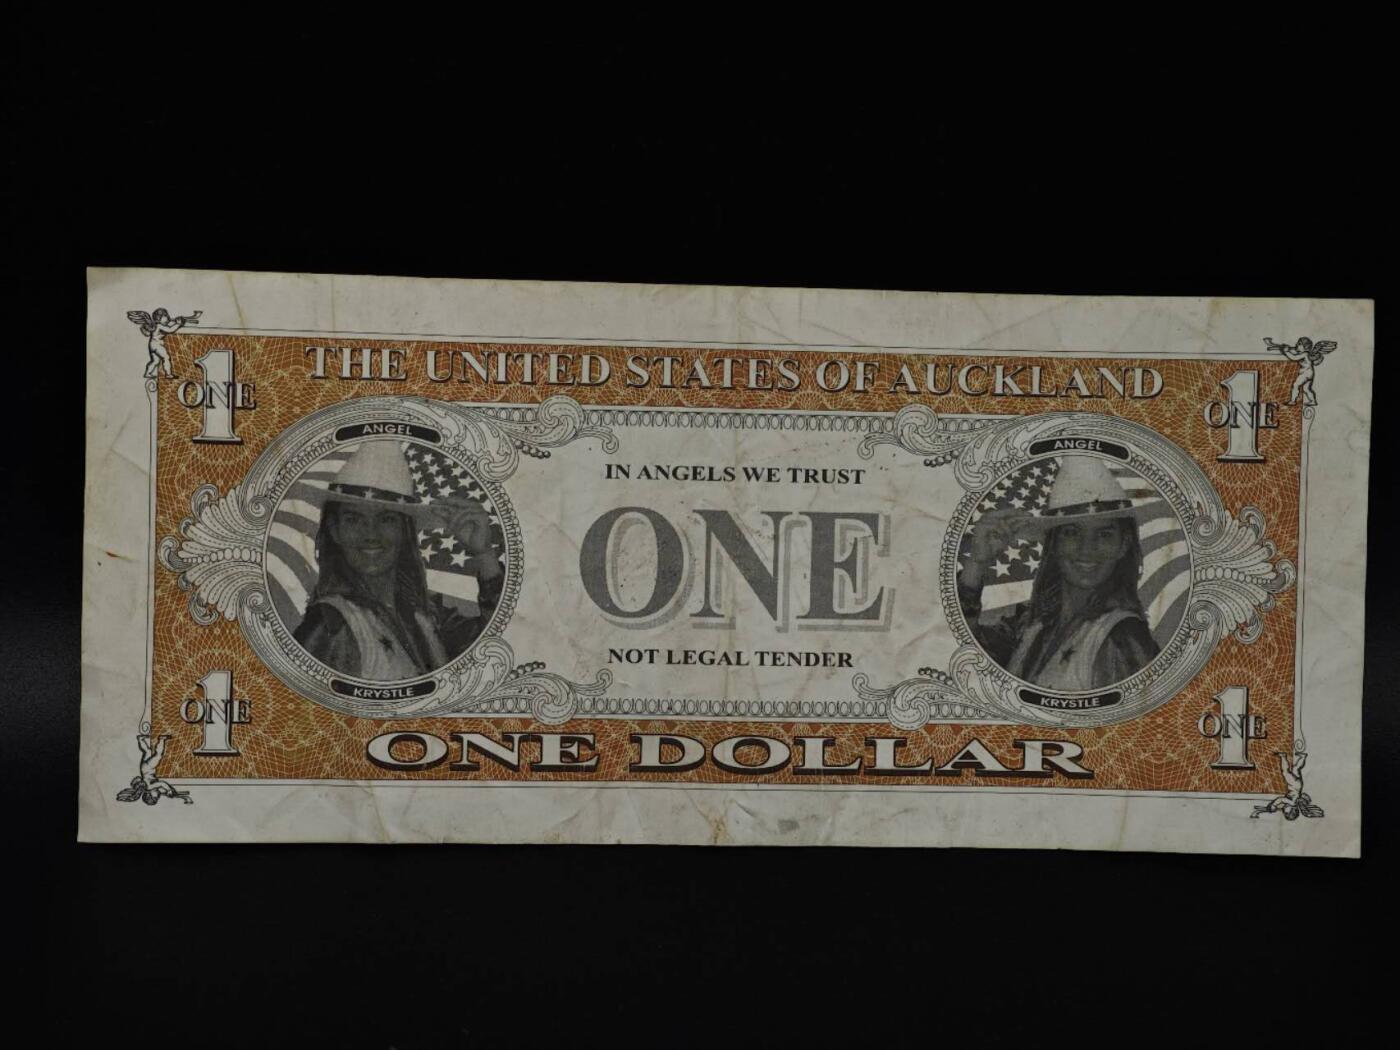 THE UNITED STATES OF AUCKLAND
1
ONE
1
ONE
ANGEL
ANGEL
IN ANGELS WE TRUST
ONE
NOT LEGAL TENDER
KRYSTLE
KRYSTLE
1
ONE
1
ONE
ONE DOLLAR